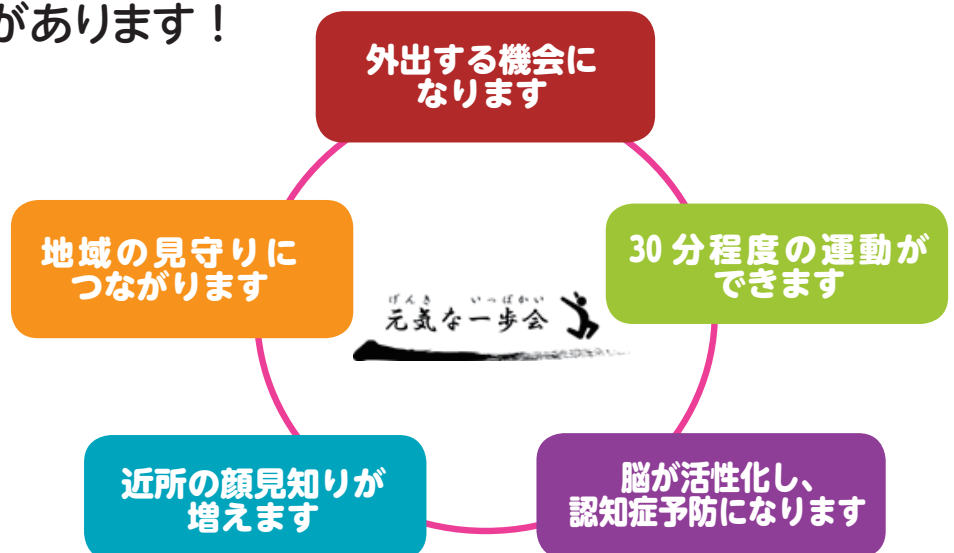 があります！
外出する機会に
なります
30 分程度の運動が
できます
脳が活性化し、
認知症予防になります
近所の顔見知りが
増えます
地域の見守りに
つながります
げんき いっぽかい
元気な一歩会